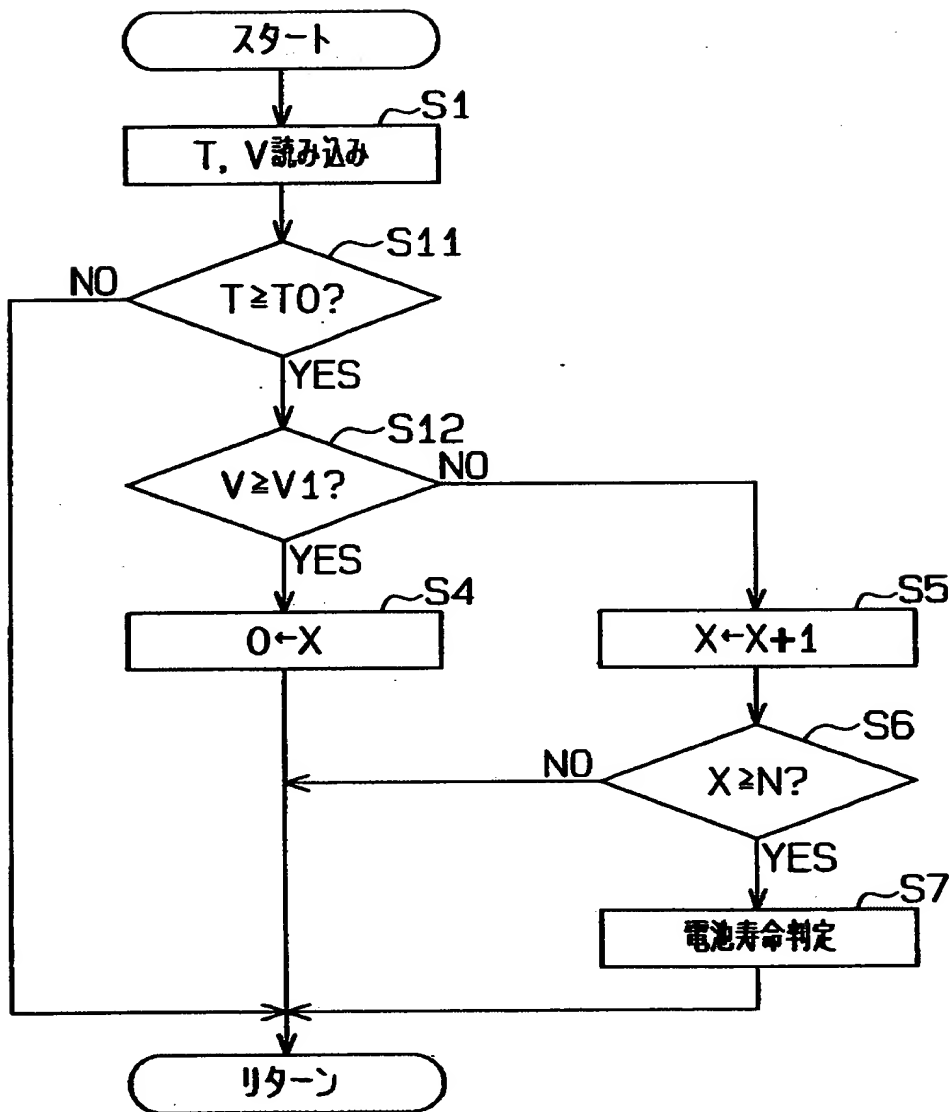 スタート
S1
T, V読み込み
S11
NO
T≧T0?
YES
S12
NO
V≧V1?
YES
S4
0←X
S5
X←X+1
S6
NO
X≧N?
YES
S7
電池寿命判定
リターン